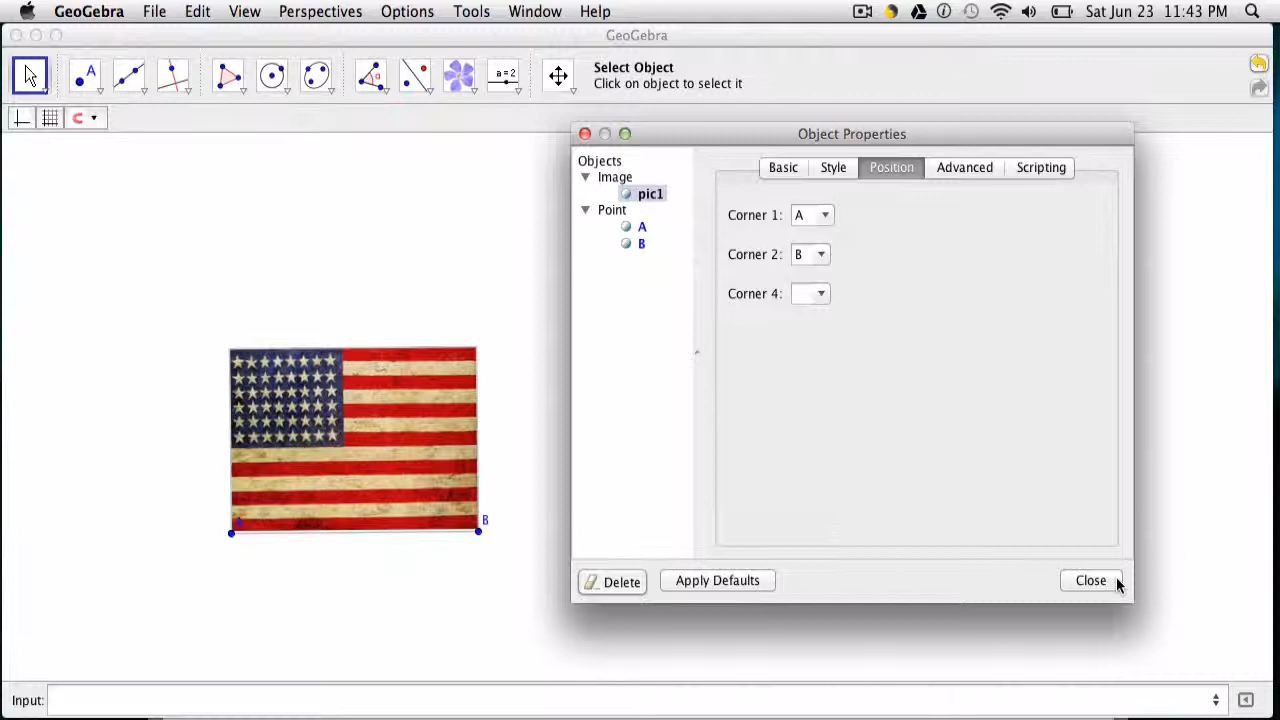 GeoGebra File Edit View Perspectives Options Tools Window Help Sat Jun 23 11:43 PM
GeoGebra
A
α
a=2
Select Object
Click on object to select it
Object Properties
Objects
Image
pic1
Point
A
B
Basic Style Position Advanced Scripting
Corner 1: A
Corner 2: B
Corner 4:
A
B
Delete Apply Defaults Close
Input: